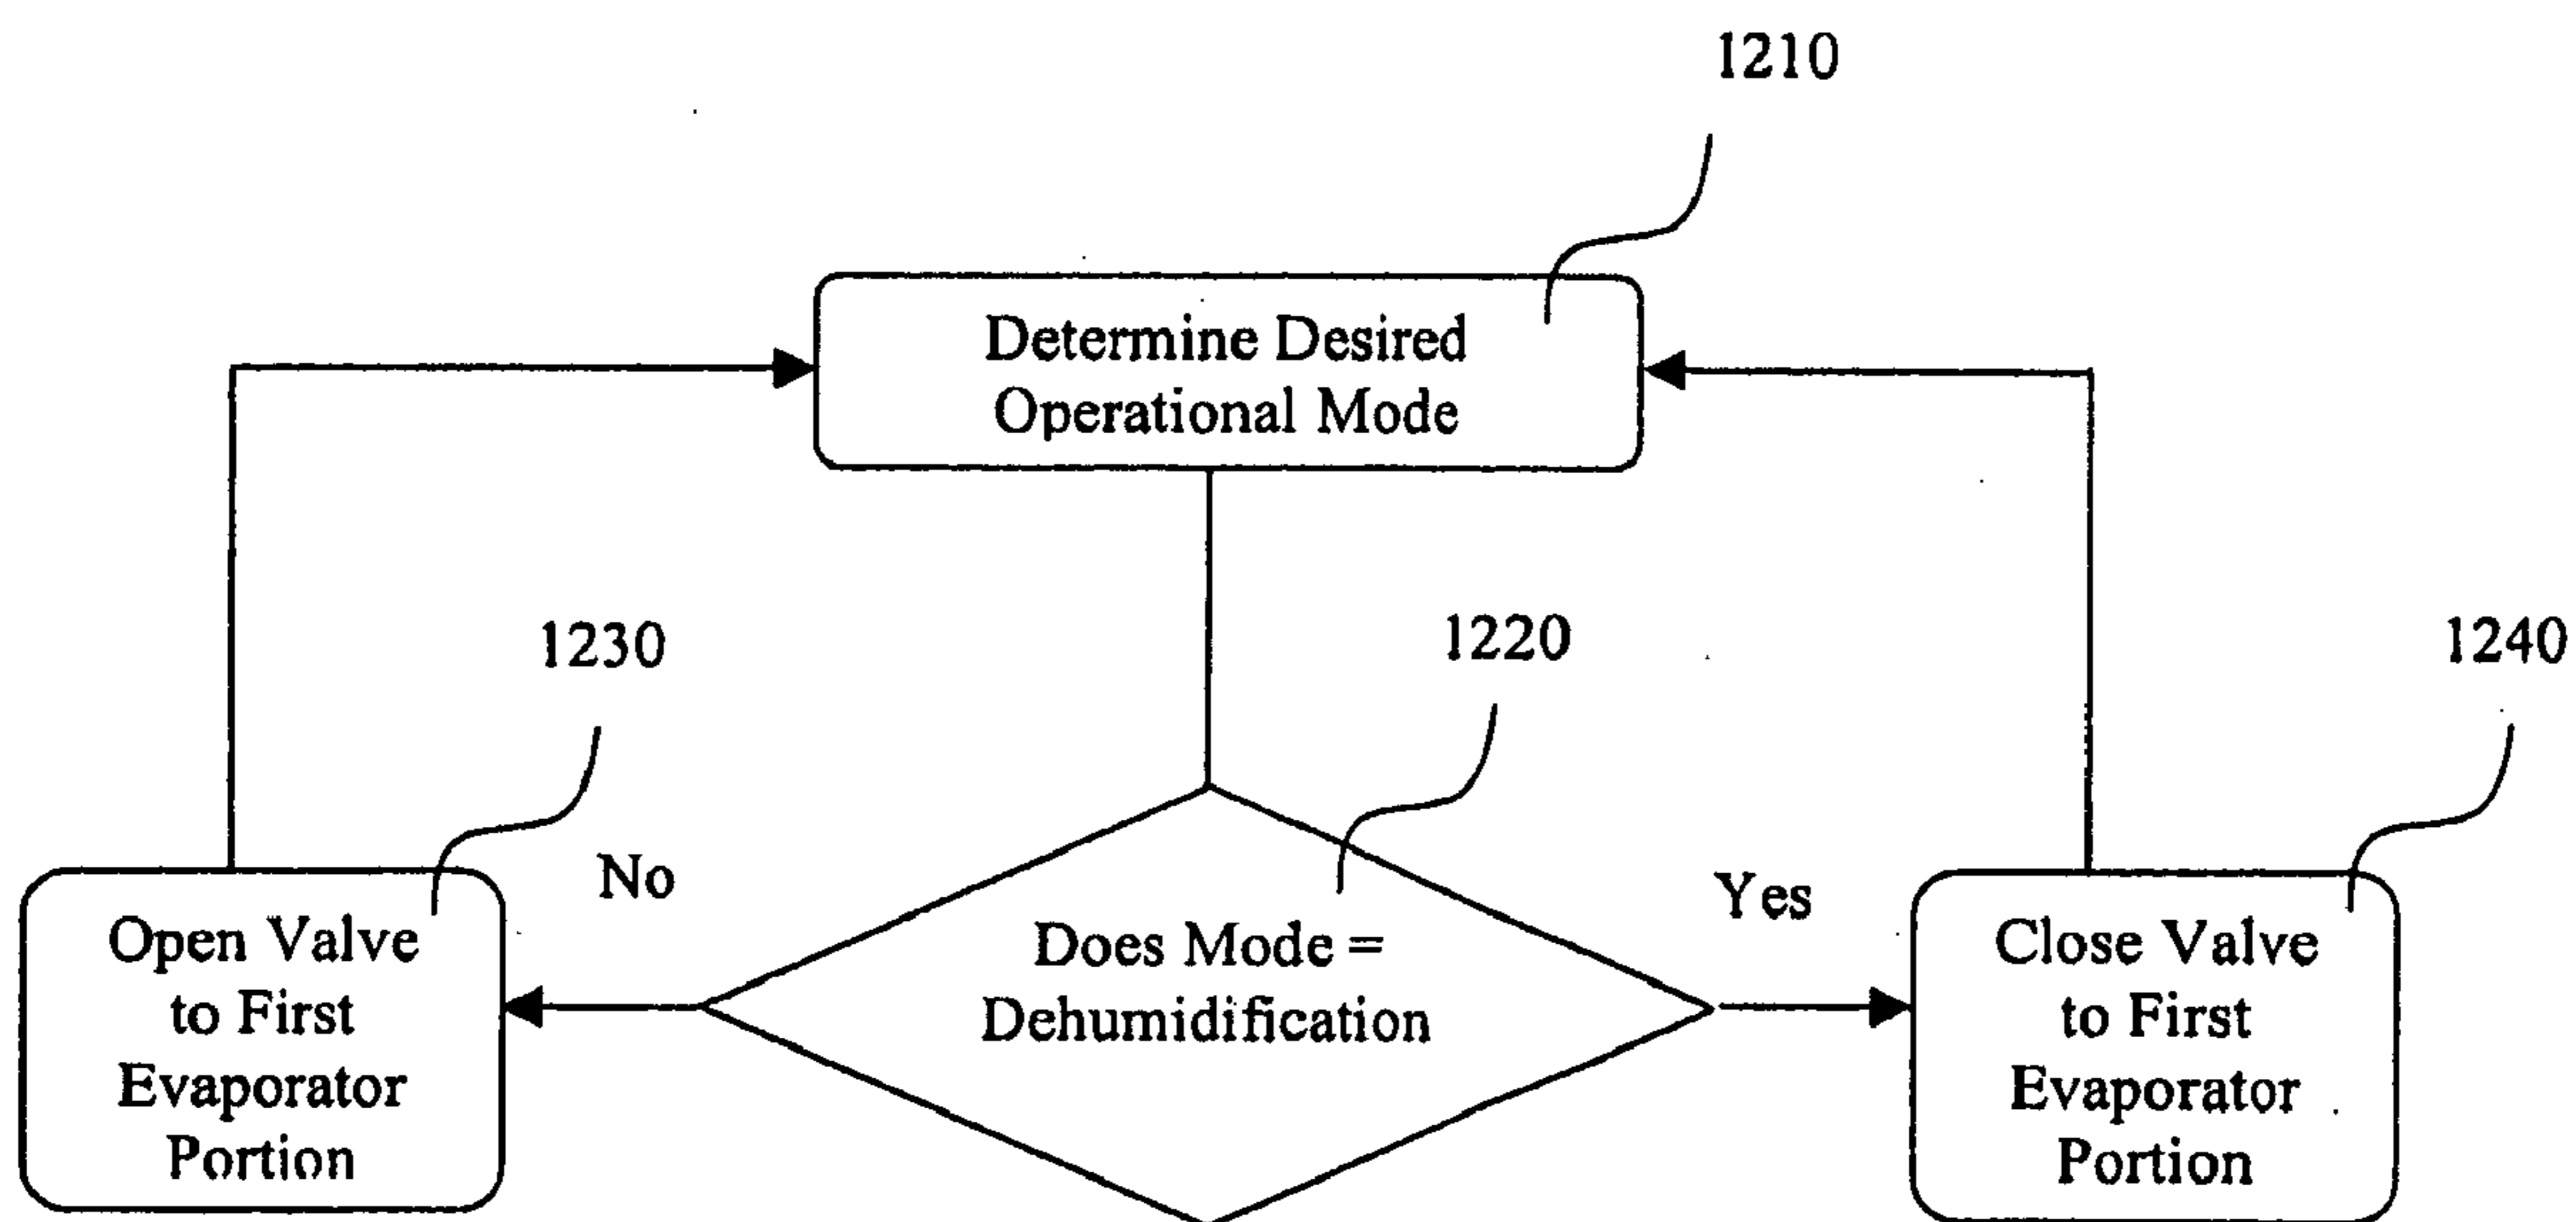 1210
Determine Desired
Operational Mode
1230
1220
1240
No
Yes
Open Valve
to First
Evaporator
Portion
Does Mode =
Dehumidification
Close Valve
to First
Evaporator
Portion